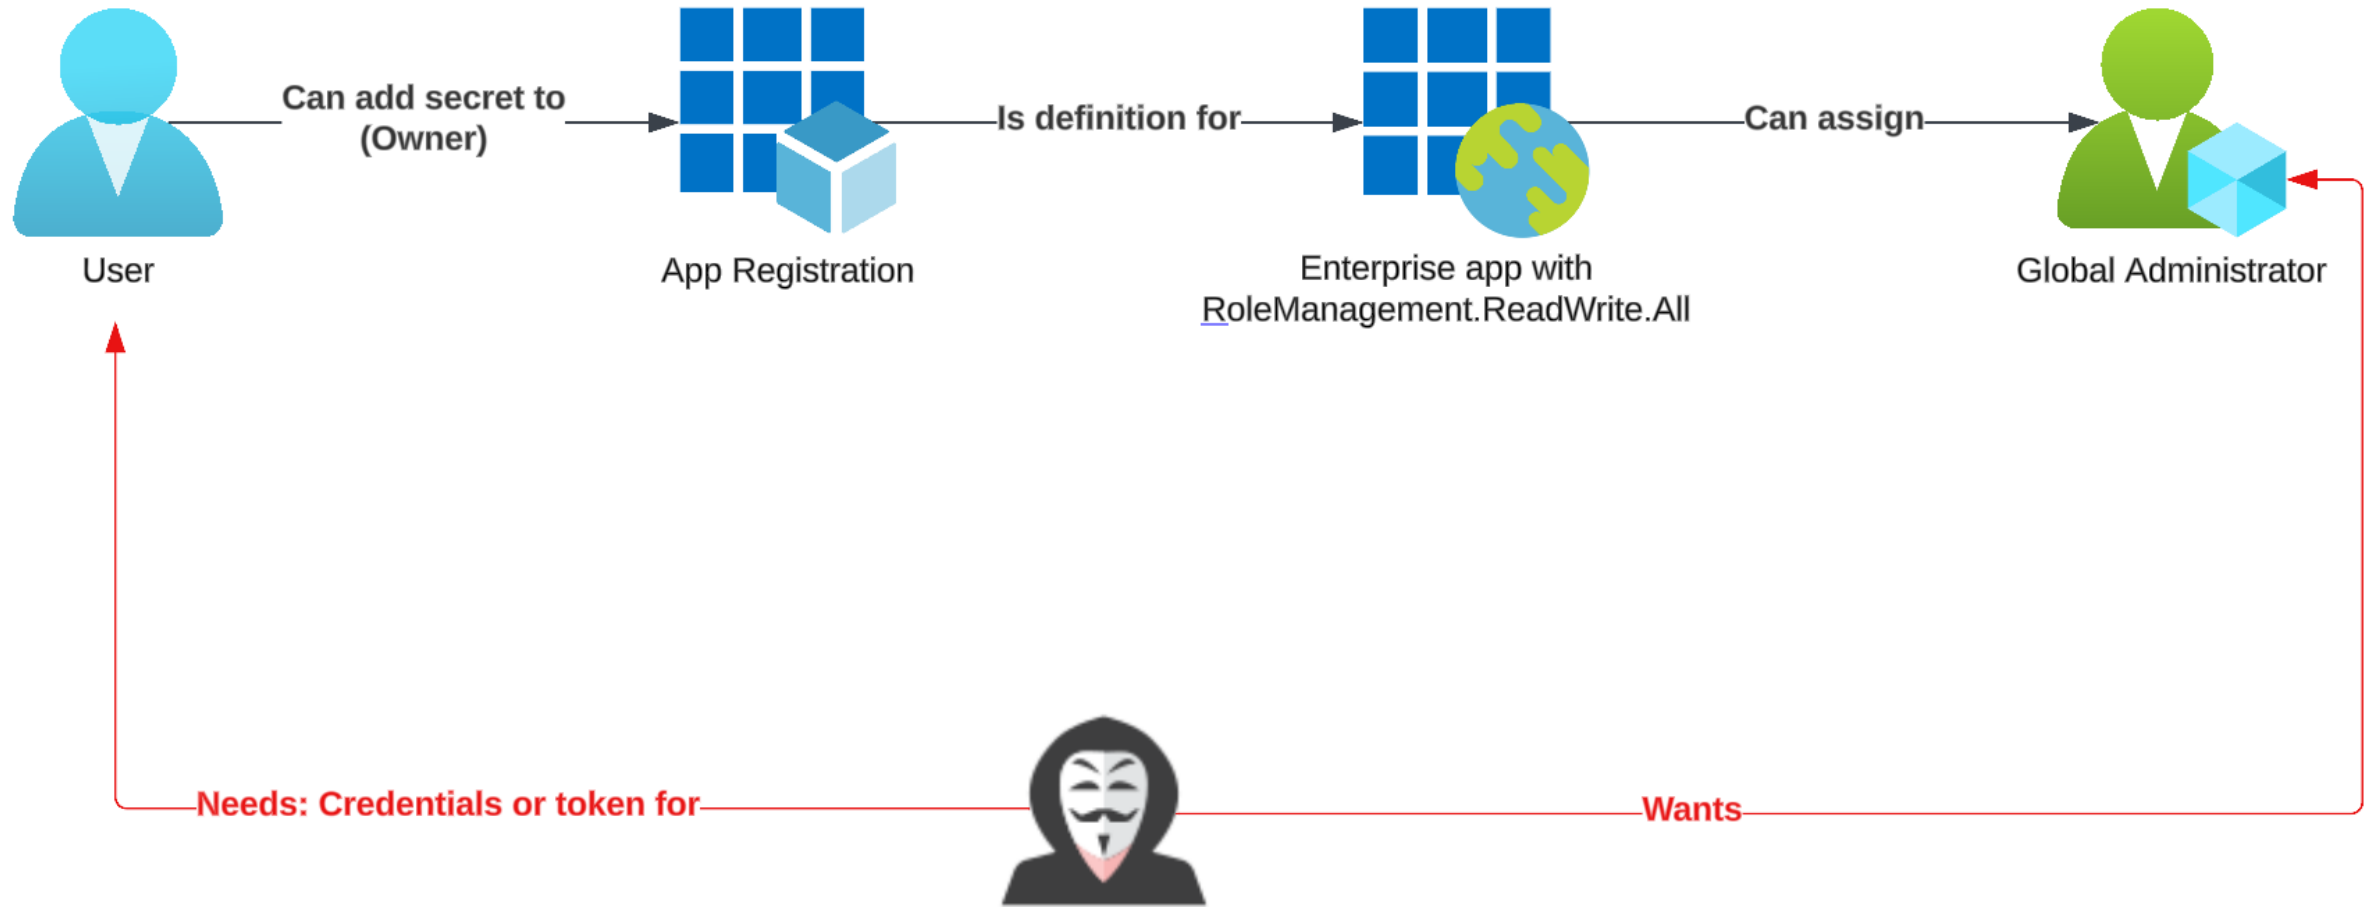 Can add secret to
(Owner)
Is definition for
Can assign
User
App Registration
Enterprise app with
RoleManagement.ReadWrite.All
Global Administrator
Needs: Credentials or token for
Wants